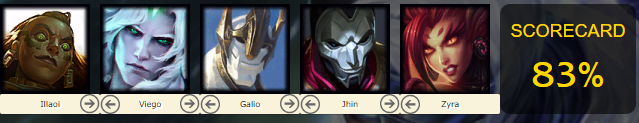 Illaoi
Viego
Galio
Jhin
Zyra
SCORECARD
83%